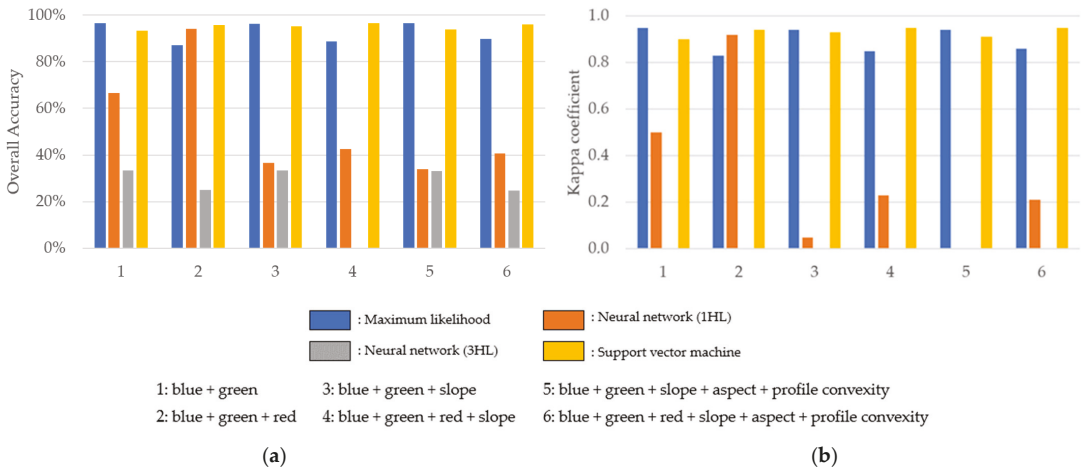 100%
80%
60%
40%
20%
0%
Overall Accuracy
1 2 3 4 5 6
1.0
0.8
0.6
0.4
0.2
0.0
Kappa coefficient
1 2 3 4 5 6
: Maximum likelihood
: Neural network (1HL)
: Neural network (3HL)
: Support vector machine
1: blue + green
3: blue + green + slope
5: blue + green + slope + aspect + profile convexity
2: blue + green + red
4: blue + green + red + slope
6: blue + green + red + slope + aspect + profile convexity
(a)
(b)